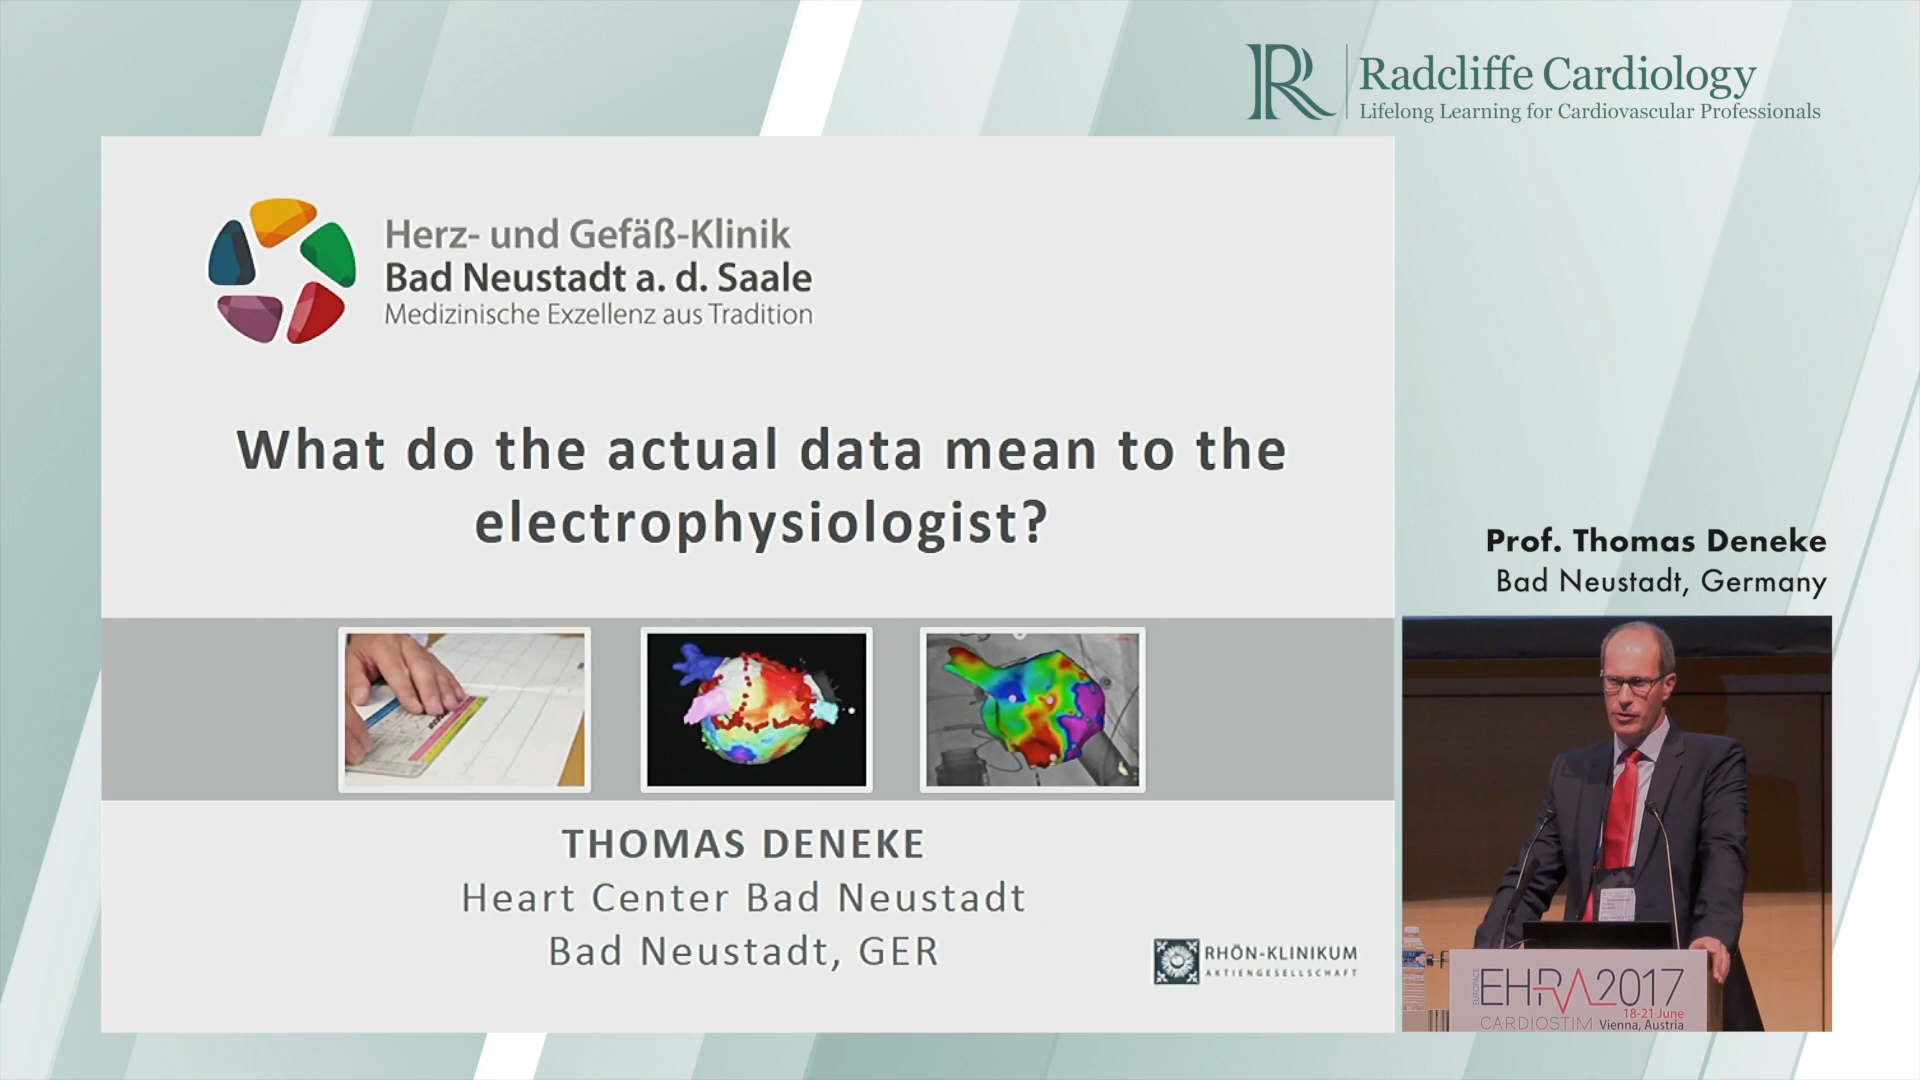 Radcliffe Cardiology
Lifelong Learning for Cardiovascular Professionals
Herz- und Gefäß-Klinik
Bad Neustadt a. d. Saale
Medizinische Exzellenz aus Tradition
What do the actual data mean to the
electrophysiologist?
THOMAS DENEKE
Heart Center Bad Neustadt
Bad Neustadt, GER
RHÖN-KLINIKUM
AKTIENGESELLSCHAFT
Prof. Thomas Deneke
Bad Neustadt, Germany
EUROPACE
EHRA2017
18-21 June
CARDIOSTIM Vienna, Austria